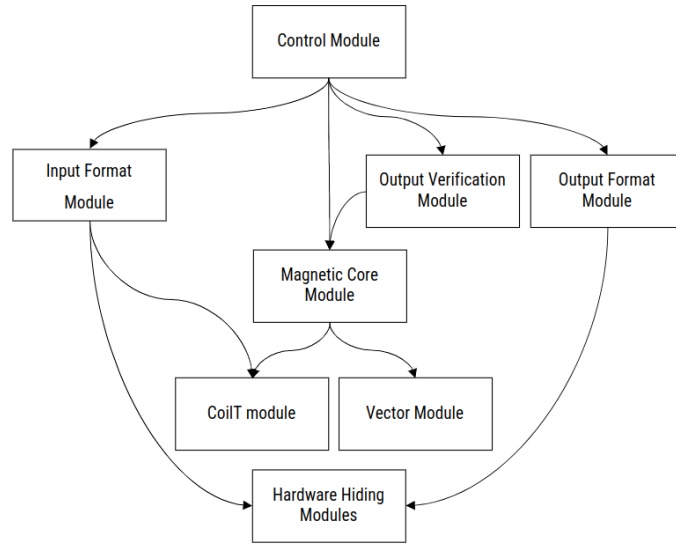 Control Module
Input Format
Module
Output Verification
Module
Output Format
Module
Magnetic Core
Module
CoilT module
Vector Module
Hardware Hiding
Modules